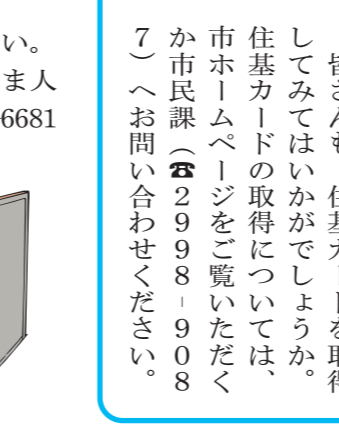 皆さんも、住基カードを取得
してみてはいかがでしょうか。
住基カードの取得については、
市ホームページをご覧いただく
か市民課(☎2998-908
7)へお問い合わせください。
い。
ま人
6681